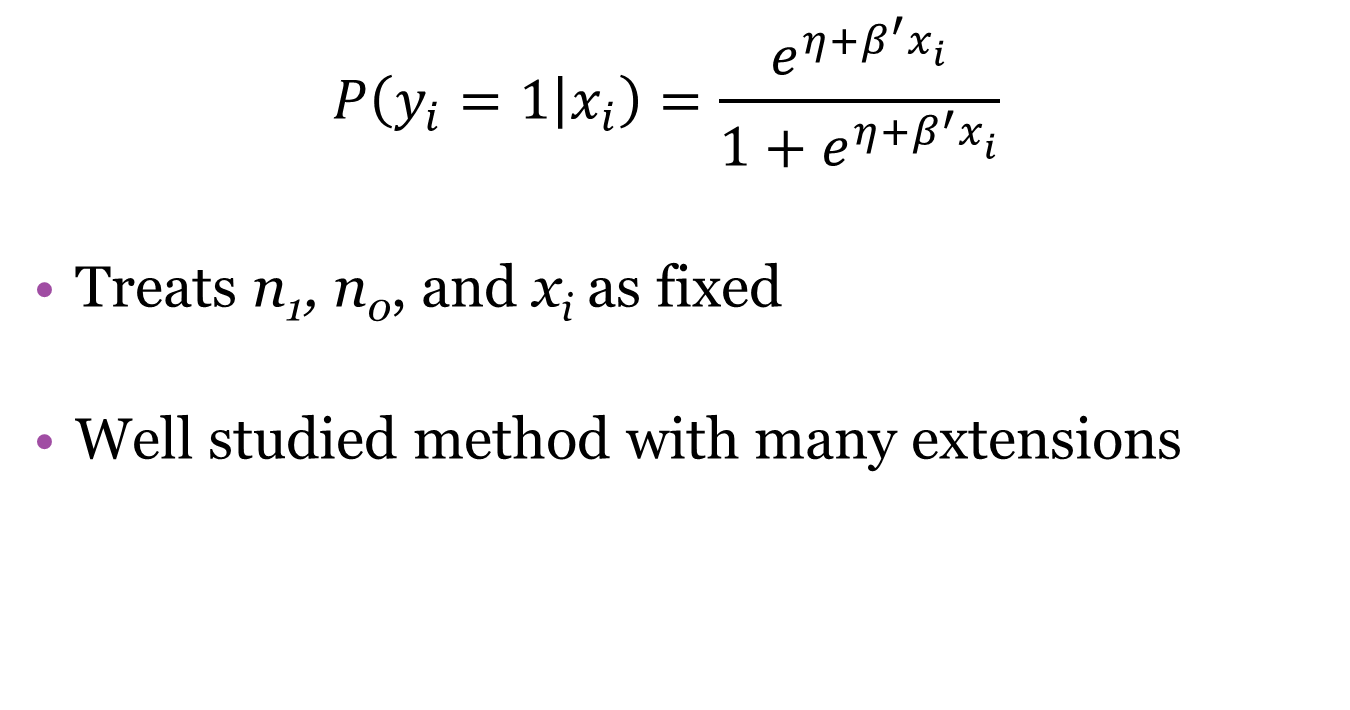 P(y_i = 1|x_i) = \frac{e^{η+β′x_i}}{1 + e^{η+β′x_i}}
• Treats n_1, n_0, and x_i as fixed
• Well studied method with many extensions